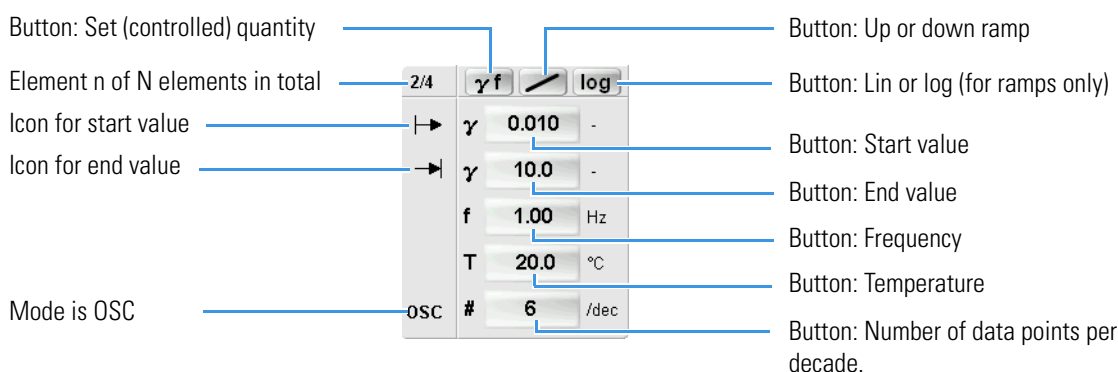 Button: Set (controlled) quantity
Button: Up or down ramp
Element n of N elements in total
2/4
γ f
log
Button: Lin or log (for ramps only)
Icon for start value
γ 0.010 -
Button: Start value
Icon for end value
γ 10.0 -
Button: End value
f 1.00 Hz
Button: Frequency
T 20.0 °C
Button: Temperature
Mode is OSC
OSC # 6 /dec
Button: Number of data points per
decade.